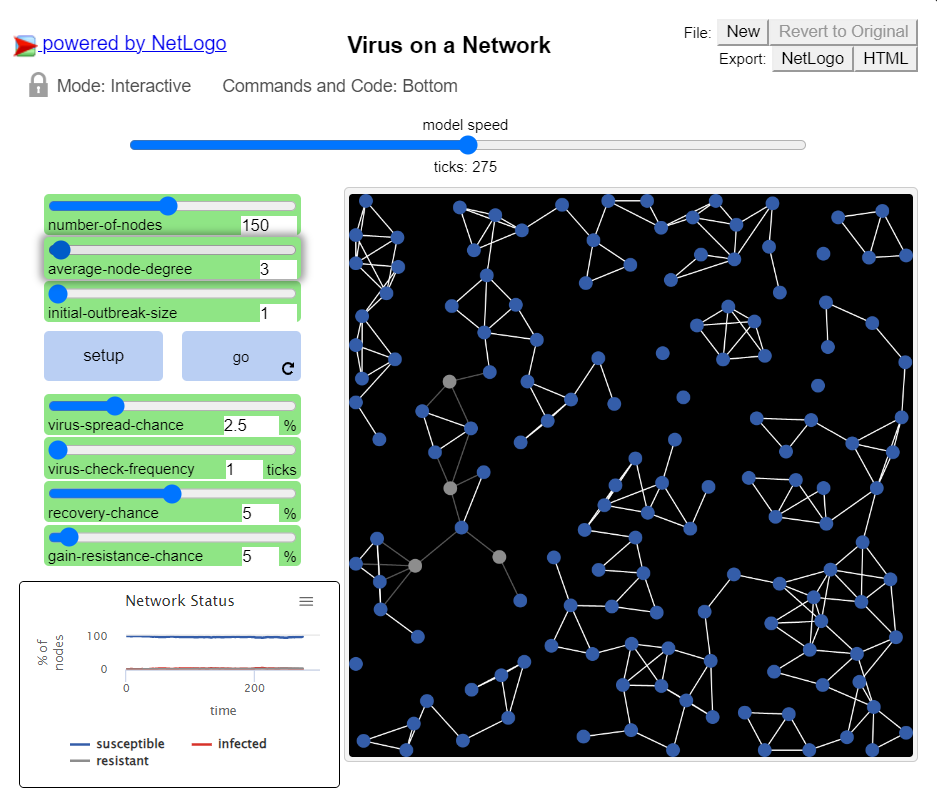 powered by NetLogo
Virus on a Network
File: New Revert to Original
Export: NetLogo HTML
Mode: Interactive Commands and Code: Bottom
model speed
ticks: 275
number-of-nodes 150
average-node-degree 3
initial-outbreak-size 1
setup go
virus-spread-chance 2.5 %
virus-check-frequency 1 ticks
recovery-chance 5 %
gain-resistance-chance 5 %
Network Status
% of
nodes
100
0
0 200
time
susceptible infected
resistant